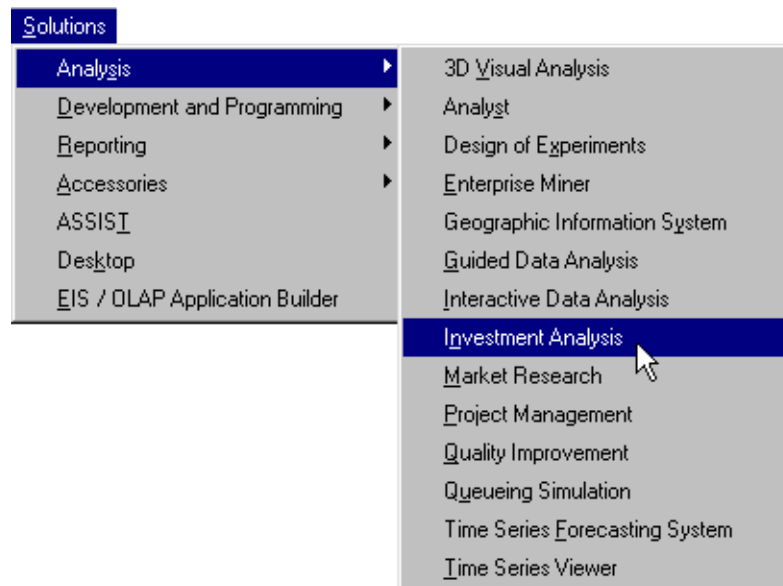 Solutions
Analysis
Development and Programming
Reporting
Accessories
ASSIST
Desktop
EIS / OLAP Application Builder
3D Visual Analysis
Analyst
Design of Experiments
Enterprise Miner
Geographic Information System
Guided Data Analysis
Interactive Data Analysis
Investment Analysis
Market Research
Project Management
Quality Improvement
Queueing Simulation
Time Series Forecasting System
Time Series Viewer